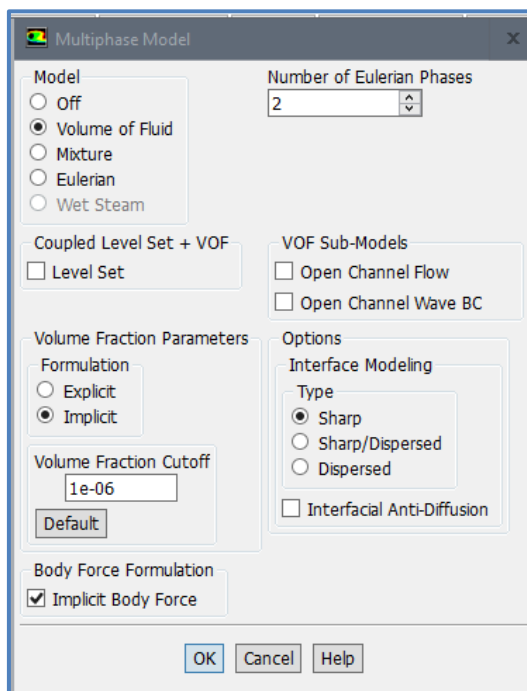 Multiphase Model
x
Model
Off
Volume of Fluid
Mixture
Eulerian
Wet Steam
Number of Eulerian Phases
2
Coupled Level Set + VOF
Level Set
VOF Sub-Models
Open Channel Flow
Open Channel Wave BC
Volume Fraction Parameters
Formulation
Explicit
Implicit
Volume Fraction Cutoff
1e-06
Default
Options
Interface Modeling
Type
Sharp
Sharp/Dispersed
Dispersed
Interfacial Anti-Diffusion
Body Force Formulation
Implicit Body Force
OK Cancel Help